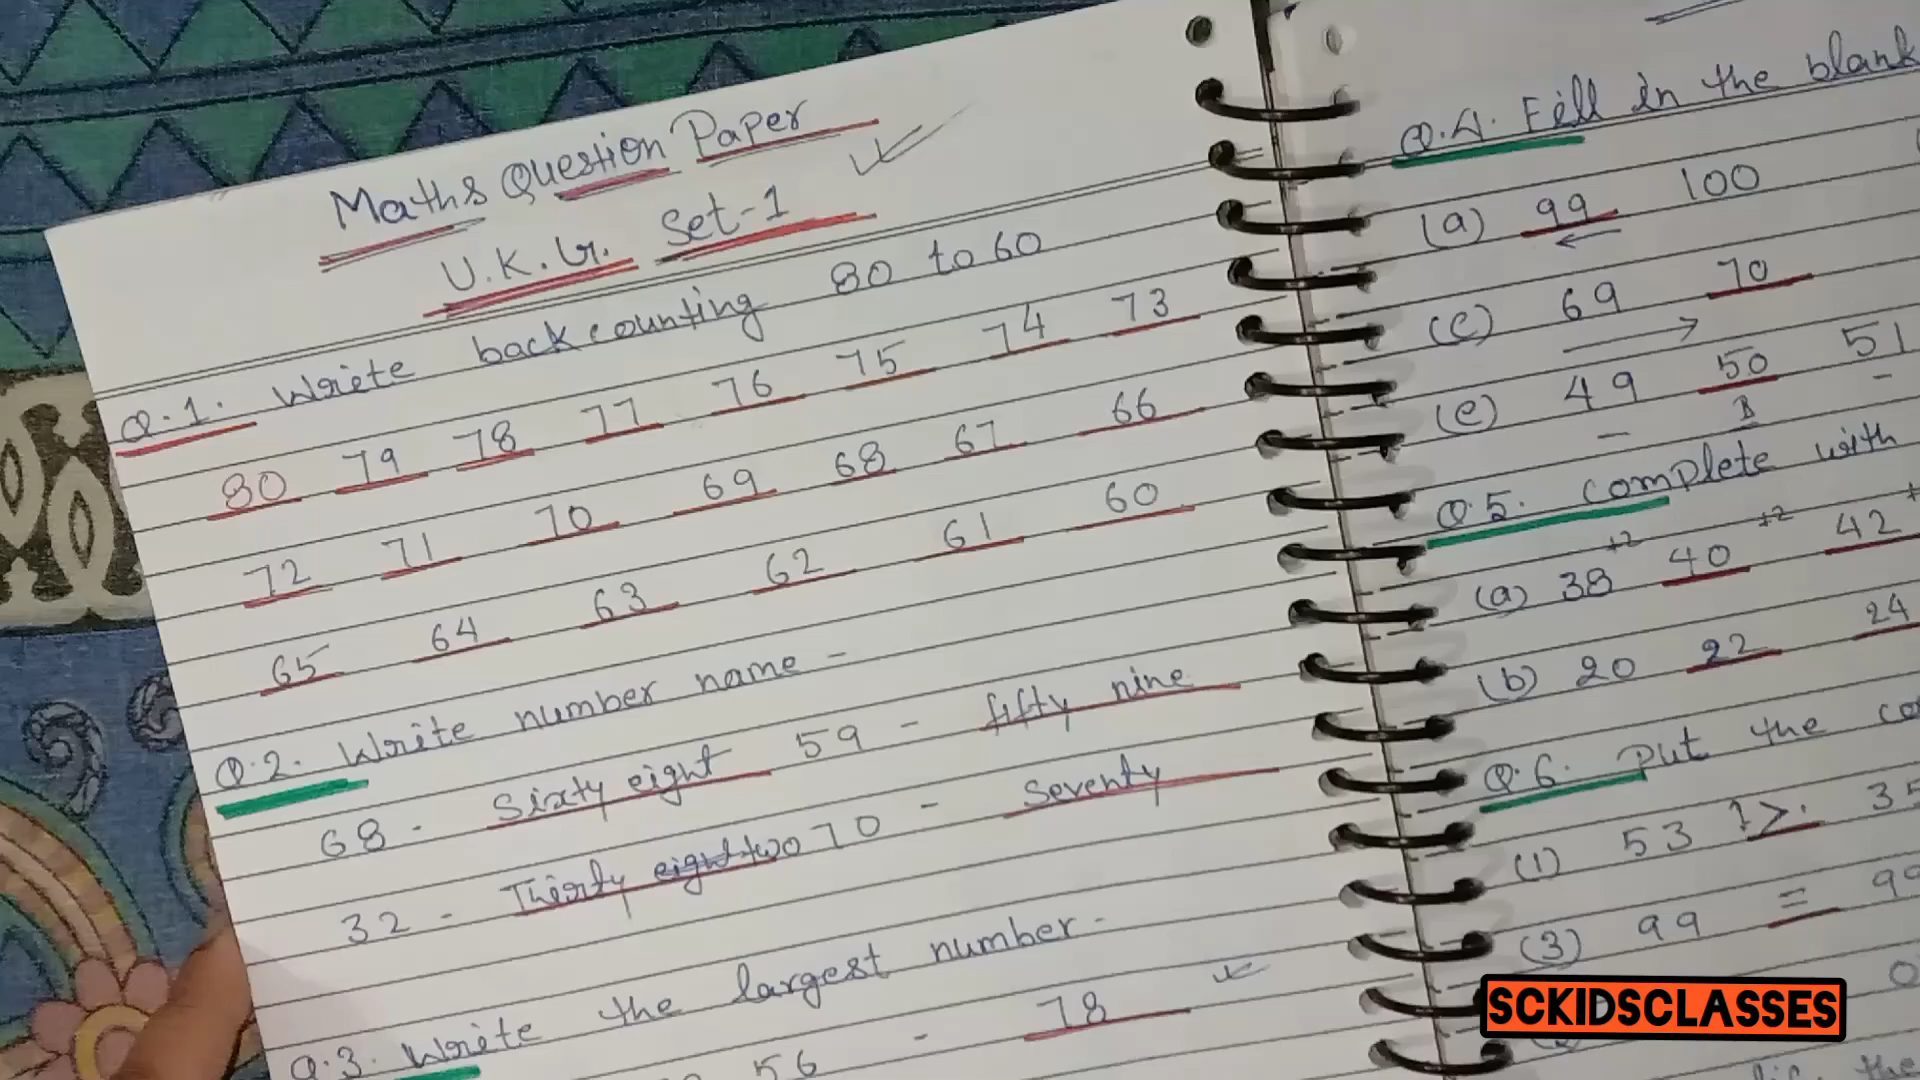 Maths Question Paper
U.K.G. Set-1
Q.1. Write back counting 80 to 60
80 79 78 77 76 75 74 73
72 71 70 69 68 67 66
65 64 63 62 61 60
Q.2. Write number name -
68 - Sixty eight 59 - fifty nine
32 - Thirty two 70 - Seventy
Q.3. Write the largest number -
56 - 78
Q.4. Fill in the blank
(a) 99 100
(c) 69 70
(e) 49 50 51
B
Q.5. Complete with
+2 +2
(a) 38 40 42
(b) 20 22 24
Q.6. Put the
(1) 53 > 35
(3) 99 = 99
the
SCKIDSCLASSES